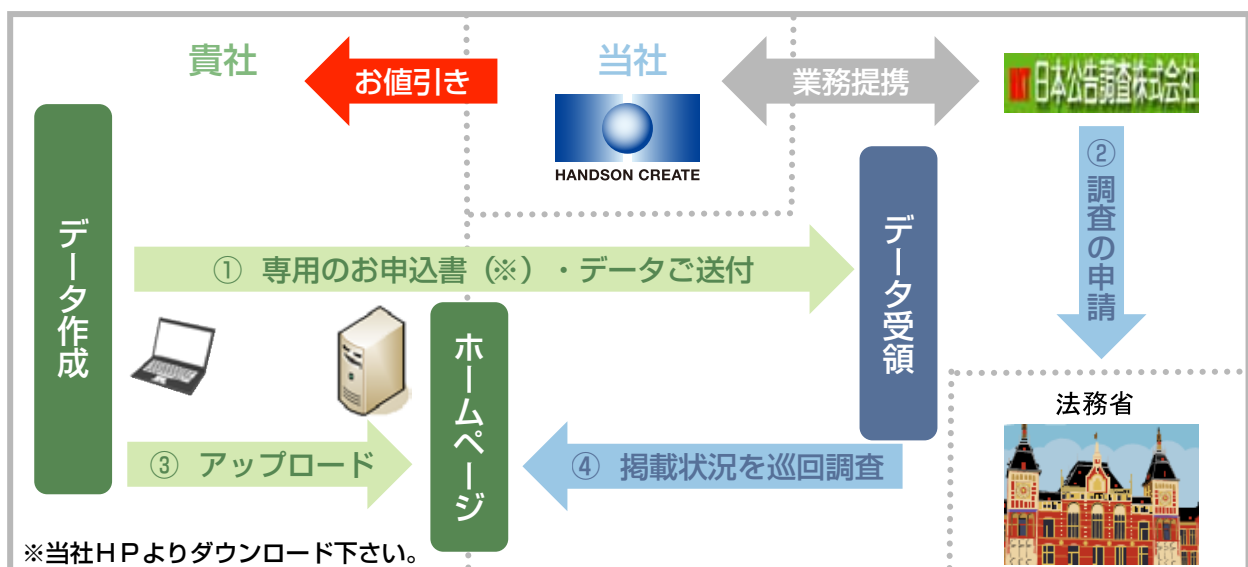 貴社
お値引き
当社
業務提携
日本公告調査株式会社
HANDSON CREATE
②調査の申請
データ作成
① 専用のお申込書（※）・データご送付
データ受領
ホームページ
法務省
③ アップロード
④ 掲載状況を巡回調査
※当社ＨＰよりダウンロード下さい。